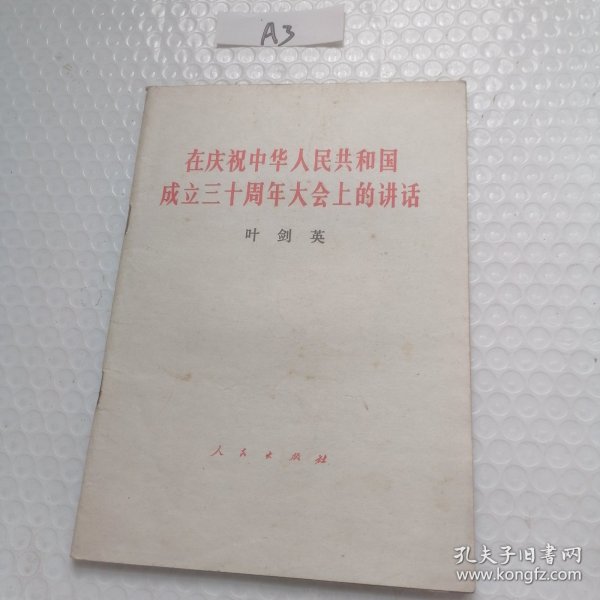 A3
在庆祝中华人民共和国
成立三十周年大会上的讲话
叶剑英
人民出版社
孔夫子旧书网
www.kongfz.com